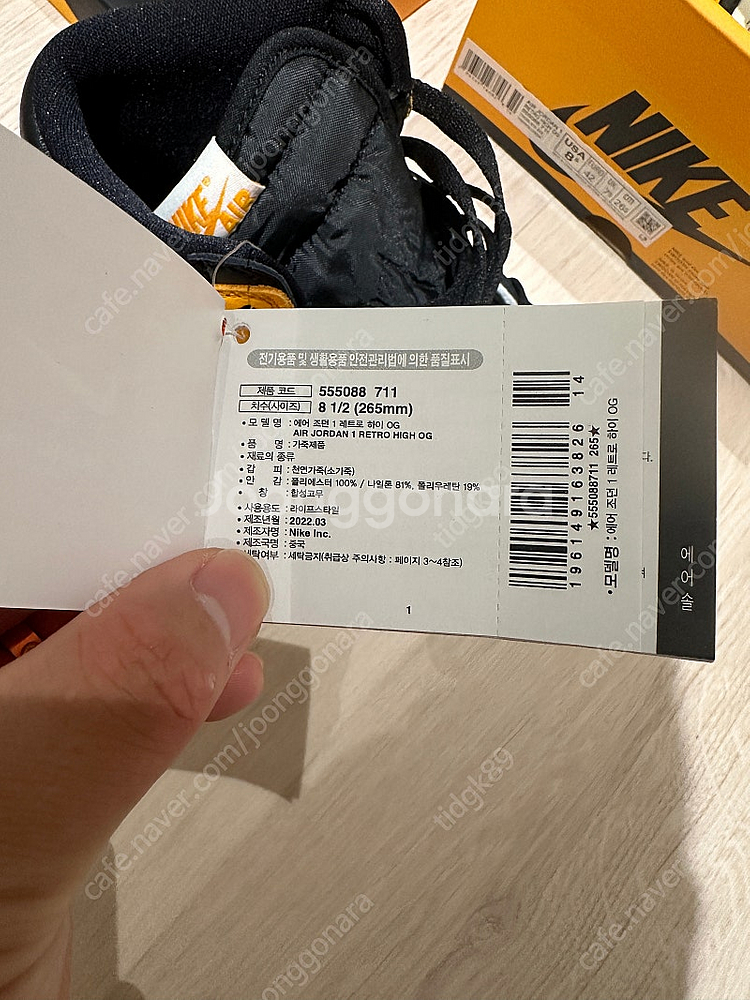 NIKE
AIR
NIKE
AIR JORDAN 1
USA
8½
42
cm
전기용품 및 생활용품 안전관리법에 의한 품질표시
제품 코드 555088 711
치수(사이즈) 8 1/2 (265mm)
• 모 델 명 : 에어 조던 1 레트로 하이 OG
AIR JORDAN 1 RETRO HIGH OG
• 품 명 : 가죽제품
• 재료의 종류
• 겉 피 : 천연가죽(소가죽)
• 안 감 : 폴리에스터 100% / 나일론 81%, 폴리우레탄 19%
• 창 : 합성고무
• 사용용도 : 라이프스타일
• 제조년월 : 2022.03
• 제조자명 : Nike Inc.
• 제조국명 : 중국
세탁여부 : 세탁금지(취급상 주의사항 : 페이지 3~4참조)
1
196149163826 14
★555088711 265★
•모델명 : 에어 조던 1 레트로 하이 OG
에어 솔
joonggonara
cafe.naver.com/joonggonara
tidgk89